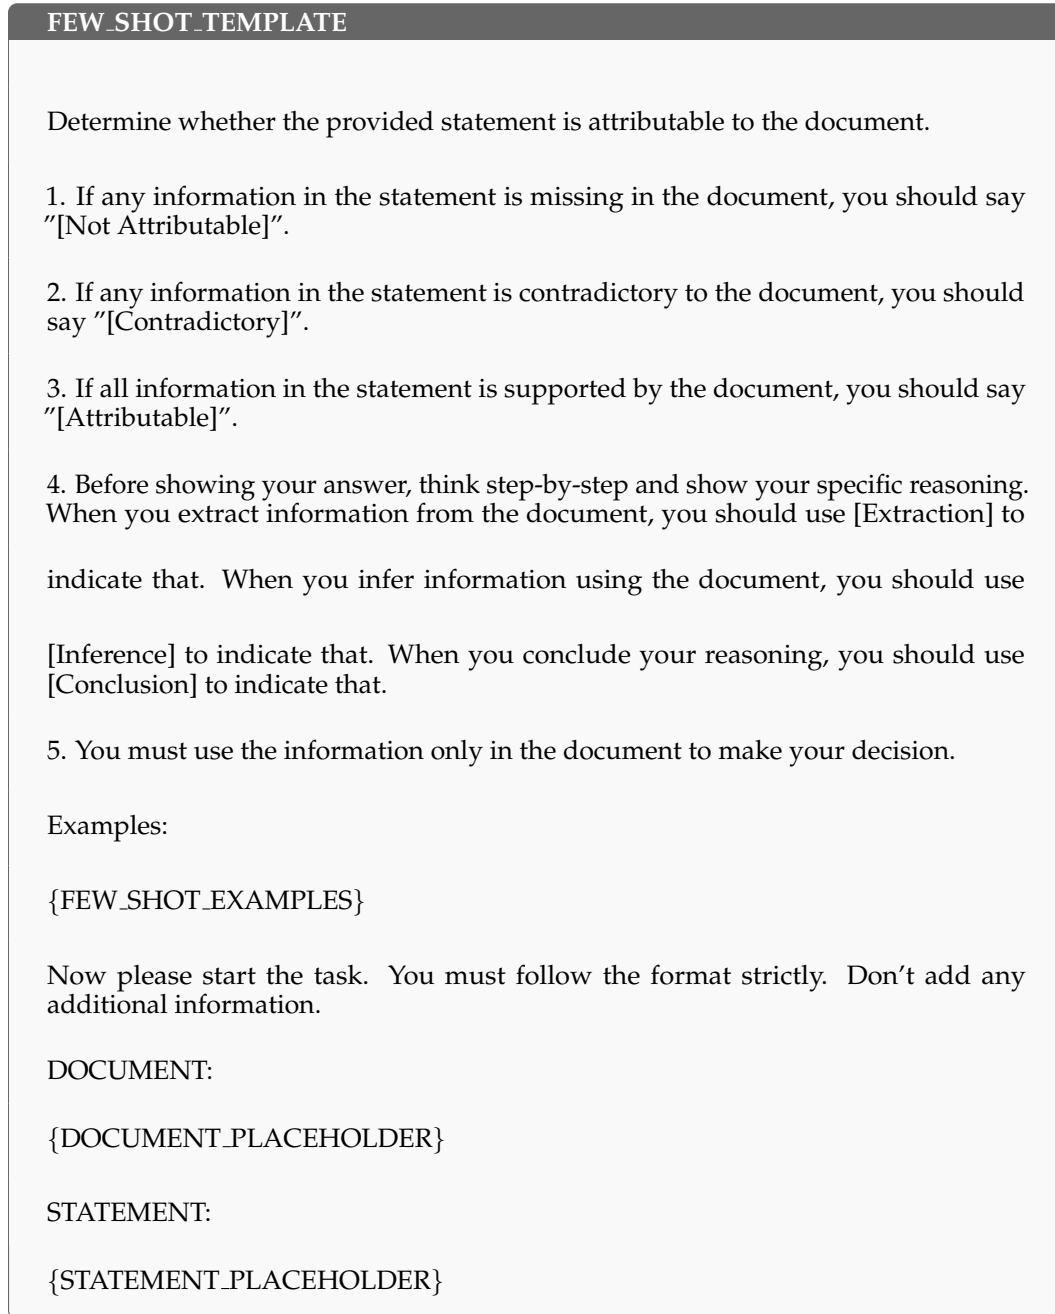 FEW_SHOT_TEMPLATE
Determine whether the provided statement is attributable to the document.
1. If any information in the statement is missing in the document, you should say
"[Not Attributable]".
2. If any information in the statement is contradictory to the document, you should
say "[Contradictory]".
3. If all information in the statement is supported by the document, you should say
"[Attributable]".
4. Before showing your answer, think step-by-step and show your specific reasoning.
When you extract information from the document, you should use [Extraction] to
indicate that. When you infer information using the document, you should use
[Inference] to indicate that. When you conclude your reasoning, you should use
[Conclusion] to indicate that.
5. You must use the information only in the document to make your decision.
Examples:
{FEW_SHOT_EXAMPLES}
Now please start the task. You must follow the format strictly. Don't add any
additional information.
DOCUMENT:
{DOCUMENT_PLACEHOLDER}
STATEMENT:
{STATEMENT_PLACEHOLDER}